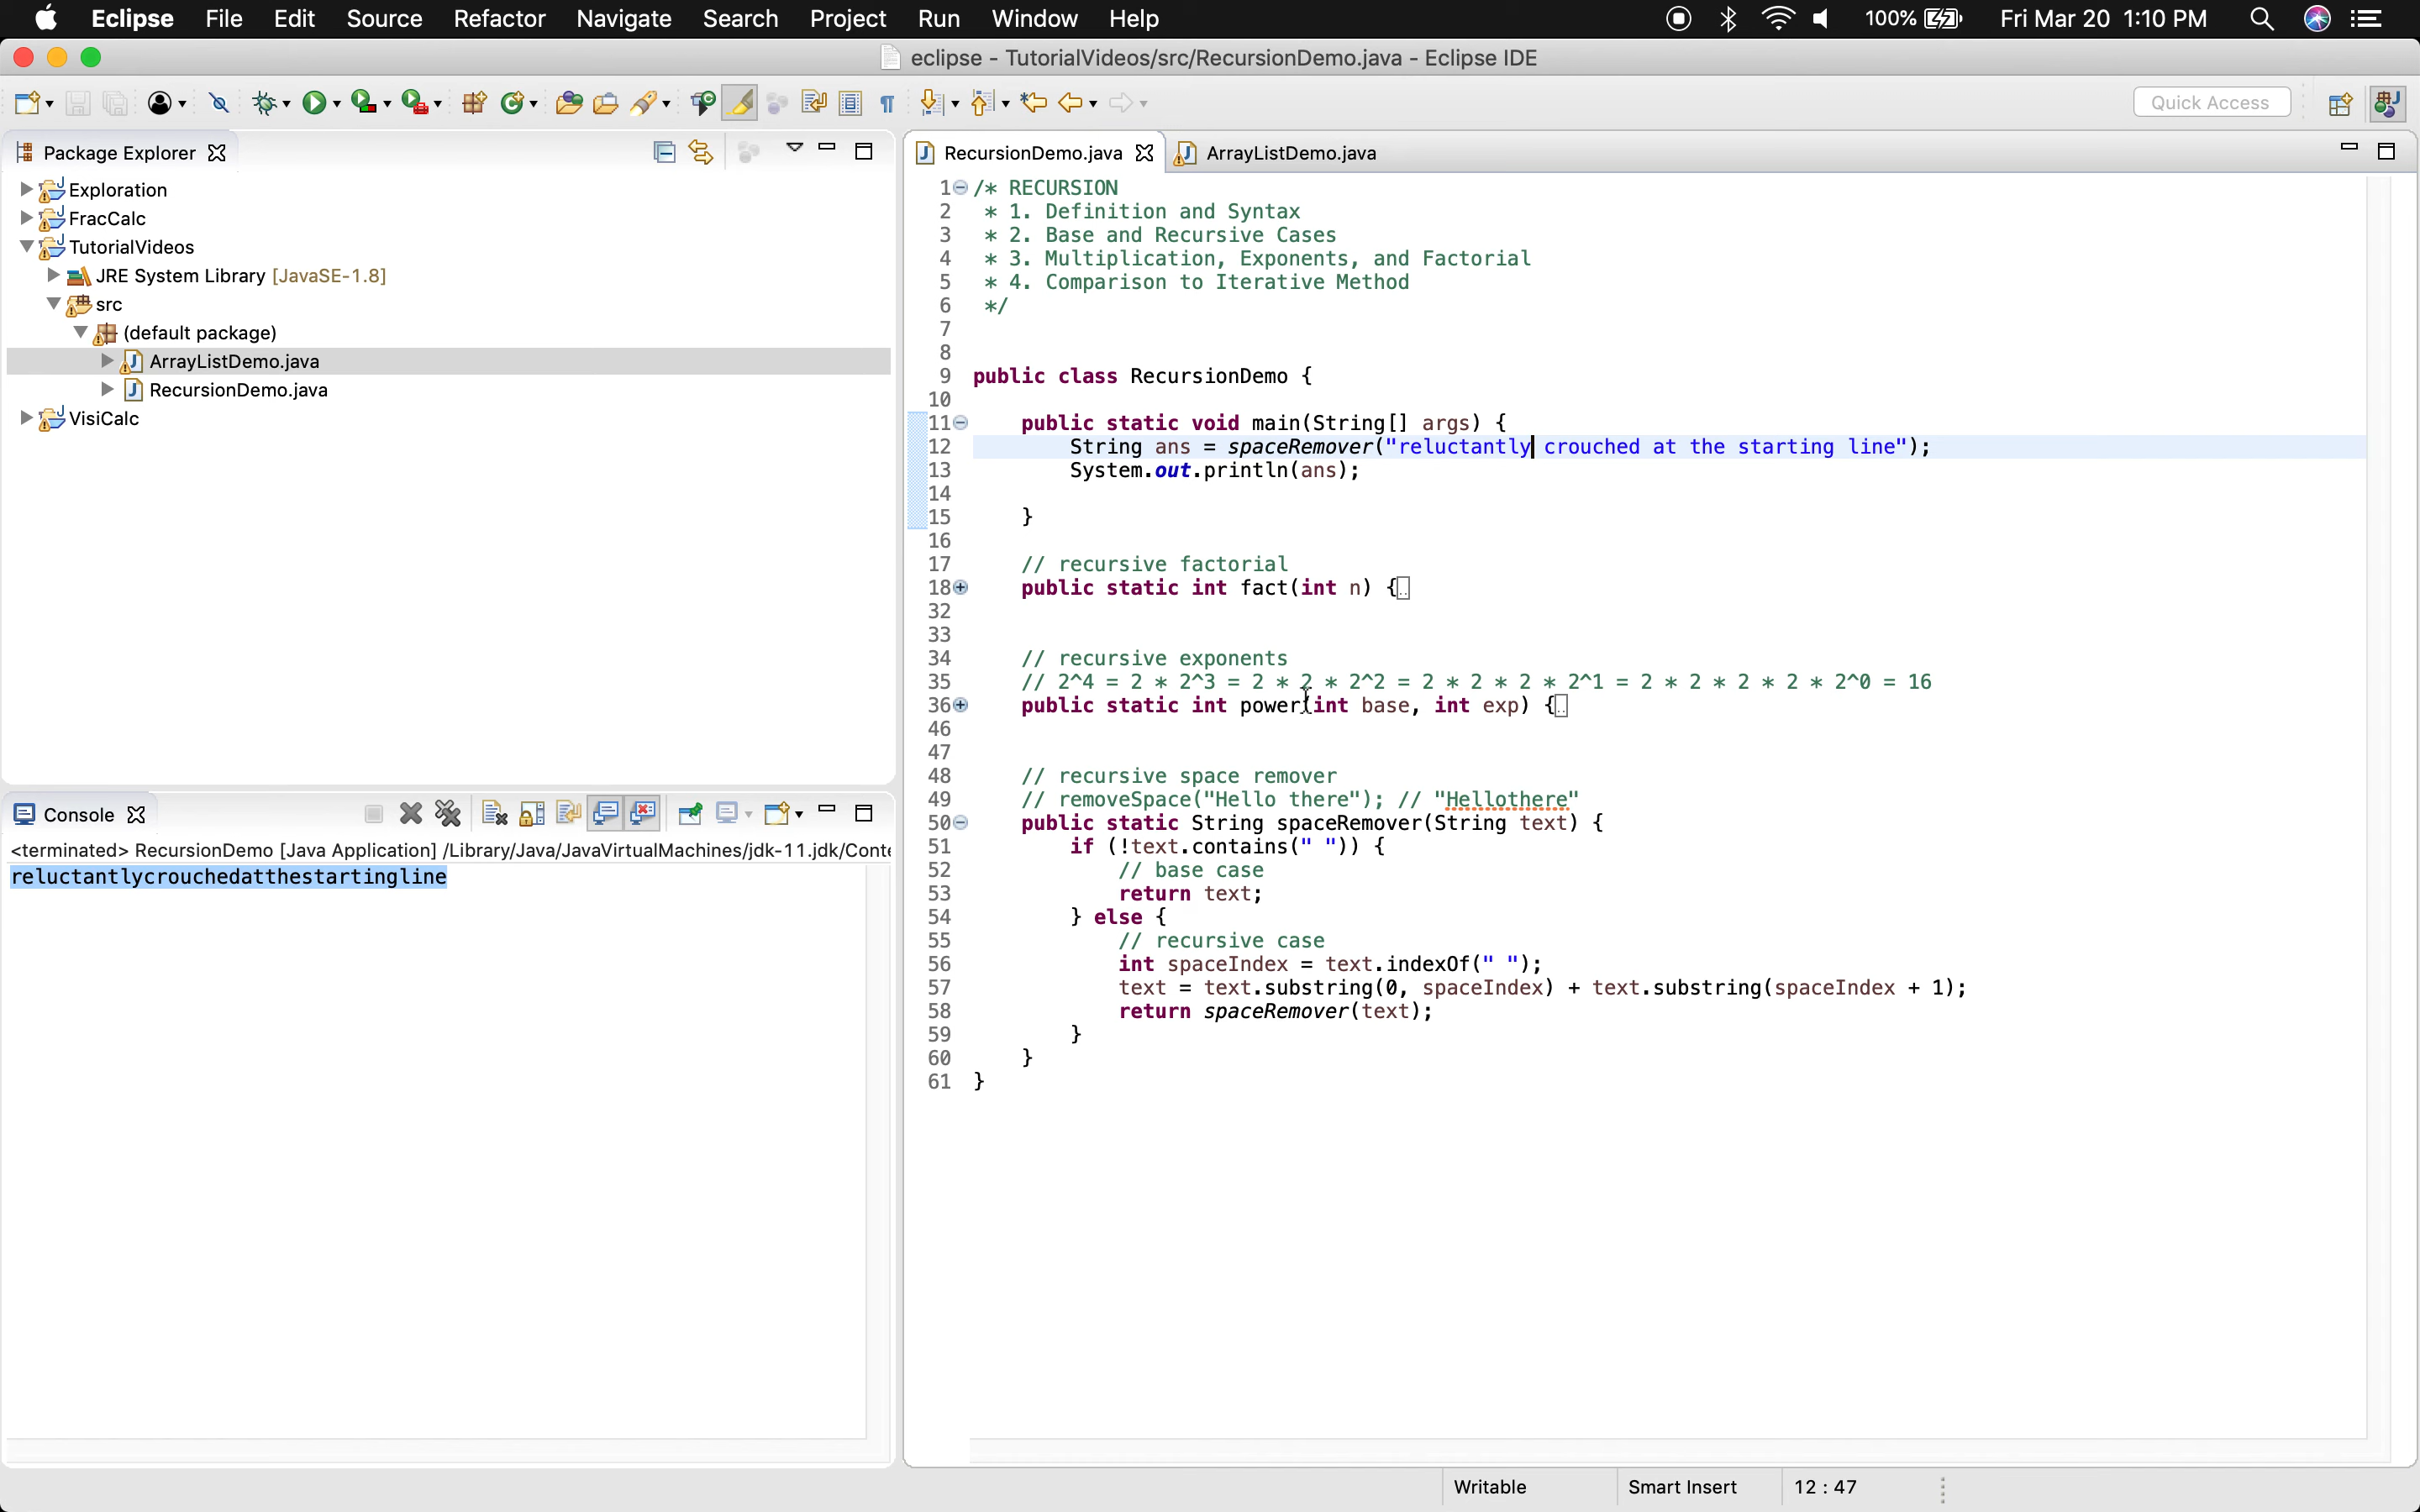 Eclipse File Edit Source Refactor Navigate Search Project Run Window Help 100% Fri Mar 20 1:10 PM
eclipse - TutorialVideos/src/RecursionDemo.java - Eclipse IDE
Quick Access
Package Explorer
Exploration
FracCalc
TutorialVideos
JRE System Library [JavaSE-1.8]
src
(default package)
ArrayListDemo.java
RecursionDemo.java
VisiCalc
Console
<terminated> RecursionDemo [Java Application] /Library/Java/JavaVirtualMachines/jdk-11.jdk/Conte
reluctantlycrouchedatthestartingline
RecursionDemo.java ArrayListDemo.java
1 /* RECURSION
2 * 1. Definition and Syntax
3 * 2. Base and Recursive Cases
4 * 3. Multiplication, Exponents, and Factorial
5 * 4. Comparison to Iterative Method
6 */
7
8
9 public class RecursionDemo {
10
11 public static void main(String[] args) {
12 String ans = spaceRemover("reluctantly crouched at the starting line");
13 System.out.println(ans);
14
15 }
16
17 // recursive factorial
18 public static int fact(int n) {
32
33
34 // recursive exponents
35 // 2^4 = 2 * 2^3 = 2 * 2 * 2^2 = 2 * 2 * 2 * 2^1 = 2 * 2 * 2 * 2 * 2^0 = 16
36 public static int power(int base, int exp) {
46
47
48 // recursive space remover
49 // removeSpace("Hello there"); // "Hellothere"
50 public static String spaceRemover(String text) {
51 if (!text.contains(" ")) {
52 // base case
53 return text;
54 } else {
55 // recursive case
56 int spaceIndex = text.indexOf(" ");
57 text = text.substring(0, spaceIndex) + text.substring(spaceIndex + 1);
58 return spaceRemover(text);
59 }
60 }
61 }
Writable Smart Insert 12 : 47